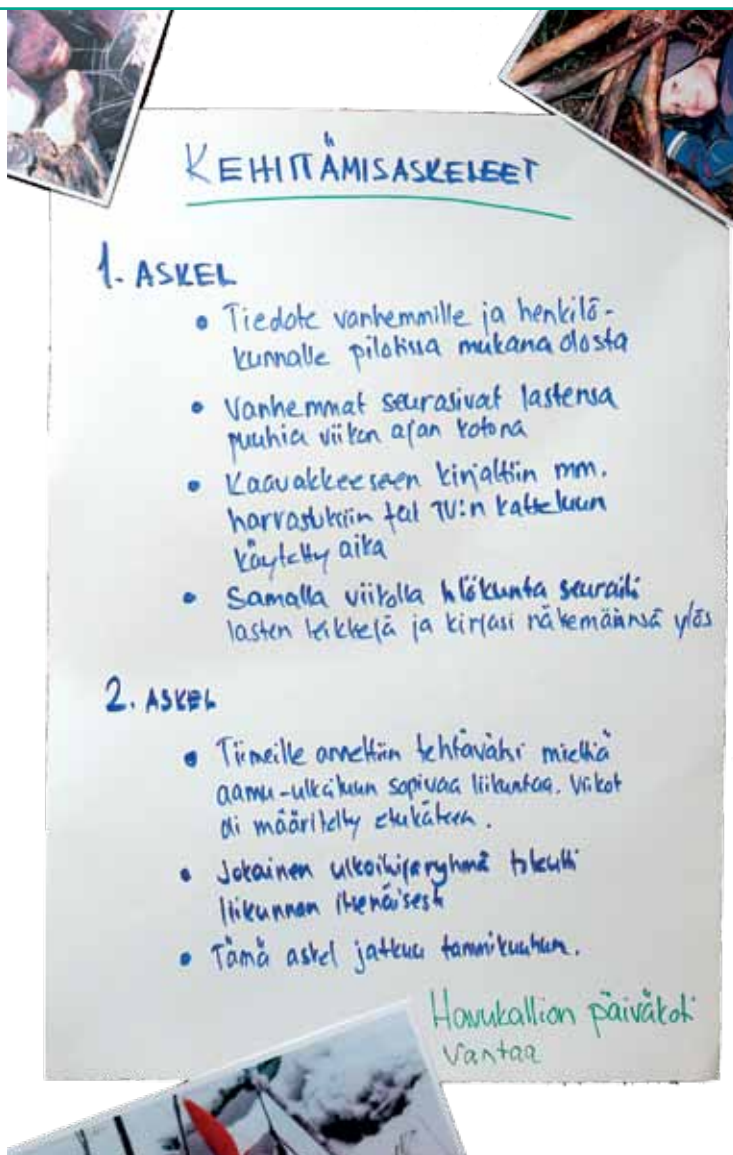 KEHITTÄMISASKELEET
1. ASKEL
• Tiedote vanhemmille ja henkilö-
kunnalle pilotissa mukana olosta
• Vanhemmat seurasivat lastensa
puuhia viikon ajan kotona
• Kaavakkeeseen kirjattiin mm.
harrastuksiin tai TV:n katseluun
käytetty aika
• Samalla viikolla hlökunta seuraili
lasten leikkejä ja kirjasi näkemäänsä ylös
2. ASKEL
• Tiimeille annettiin tehtäväksi miettiä
aamu-ulkoiluun sopivaa liikuntaa. Viikot
oli määritelty etukäteen.
• Jokainen ulkoilijaryhmä toteutti
liikunnan itsenäisesti
• Tämä askel jatkuu tammikuuhun.
Havukallion päiväkoti
Vantaa